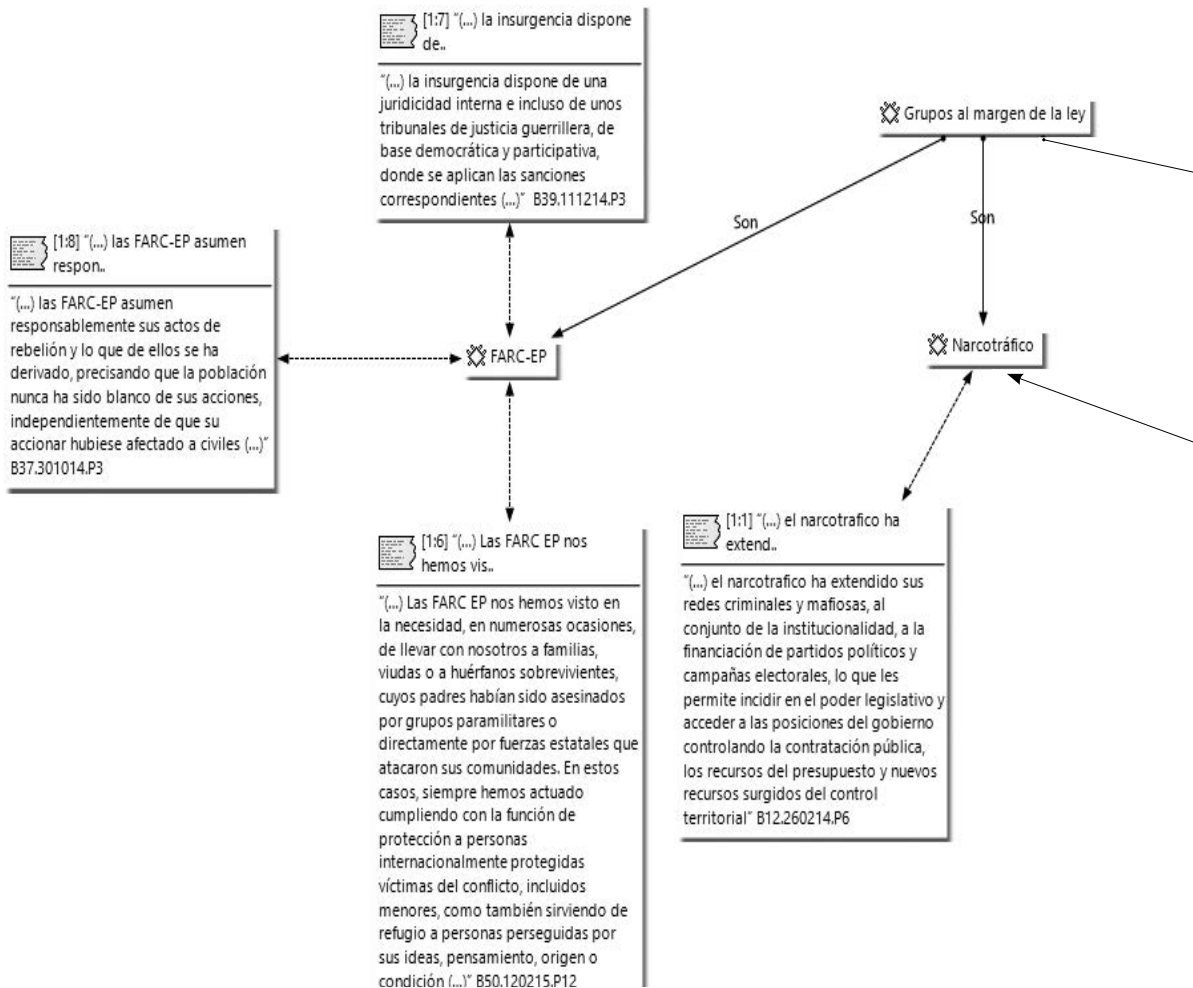 [1:7] “(...) la insurgencia dispone
de..
“(...) la insurgencia dispone de una
juridicidad interna e incluso de unos
tribunales de justicia guerrillera, de
base democrática y participativa,
donde se aplican las sanciones
correspondientes (...)” B39.111214.P3
Grupos al margen de la ley
Son
Son
[1:8] “(...) las FARC-EP asumen
respon..
“(...) las FARC-EP asumen
responsablemente sus actos de
rebelión y lo que de ellos se ha
derivado, precisando que la población
nunca ha sido blanco de sus acciones,
independientemente de que su
accionar hubiese afectado a civiles (...)”
B37.301014.P3
FARC-EP
Narcotráfico
[1:6] “(...) Las FARC EP nos
hemos vis..
“(...) Las FARC EP nos hemos visto en
la necesidad, en numerosas ocasiones,
de llevar con nosotros a familias,
viudas o a huérfanos sobrevivientes,
cuyos padres habían sido asesinados
por grupos paramilitares o
directamente por fuerzas estatales que
atacaron sus comunidades. En estos
casos, siempre hemos actuado
cumpliendo con la función de
protección a personas
internacionalmente protegidas
víctimas del conflicto, incluidos
menores, como también sirviendo de
refugio a personas perseguidas por
sus ideas, pensamiento, origen o
condición (...)” B50.120215.P12
[1:1] “(...) el narcotrafico ha
extend..
“(...) el narcotrafico ha extendido sus
redes criminales y mafiosas, al
conjunto de la institucionalidad, a la
financiación de partidos políticos y
campañas electorales, lo que les
permite incidir en el poder legislativo y
acceder a las posiciones del gobierno
controlando la contratación pública,
los recursos del presupuesto y nuevos
recursos surgidos del control
territorial” B12.260214.P6